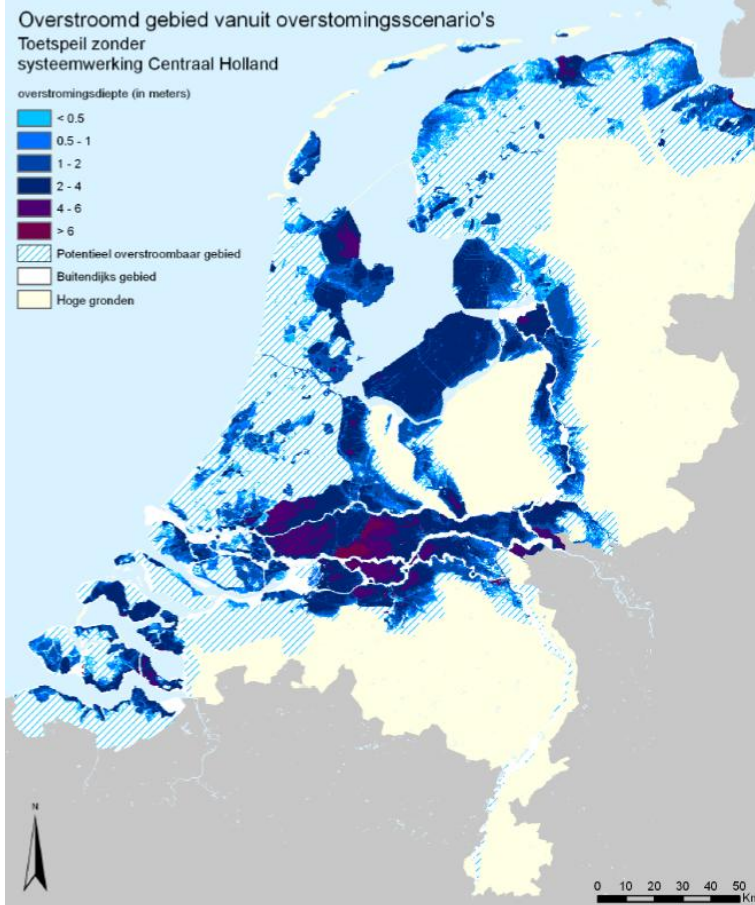 Overstroomd gebied vanuit overstomingsscenario's
Toetspeil zonder
systeemwerking Centraal Holland
overstromingsdiepte (in meters)
< 0.5
0.5 - 1
1 - 2
2 - 4
4 - 6
> 6
Potentieel overstroombaar gebied
Buitendijks gebied
Hoge gronden
N
0 10 20 30 40 50
Km